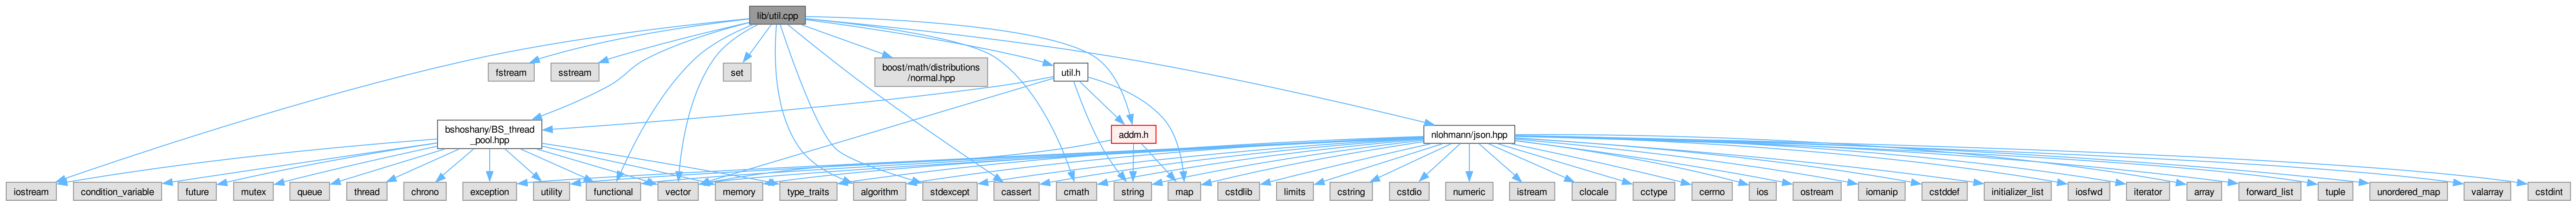 lib/util.cpp
fstream
sstream
set
boost/math/distributions
/normal.hpp
util.h
bshoshany/BS_thread
_pool.hpp
addm.h
nlohmann/json.hpp
iostream
condition_variable
future
mutex
queue
thread
chrono
exception
utility
functional
vector
memory
type_traits
algorithm
stdexcept
cassert
cmath
string
map
cstdlib
limits
cstring
cstdio
numeric
istream
clocale
cctype
cerrno
ios
ostream
iomanip
cstddef
initializer_list
iosfwd
iterator
array
forward_list
tuple
unordered_map
valarray
cstdint